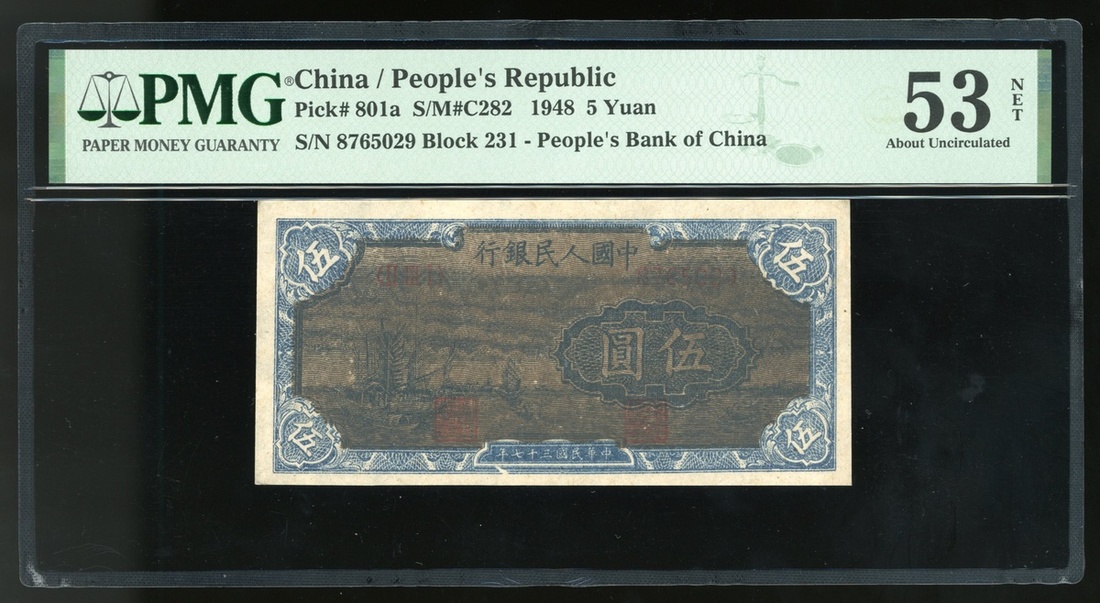 PMG®
PAPER MONEY GUARANTY
China / People's Republic
Pick# 801a S/M#C282 1948 5 Yuan
S/N 8765029 Block 231 - People's Bank of China
53
NET
About Uncirculated
行銀民人國中
伍
伍
圓伍
伍
伍
年七十三國民華中